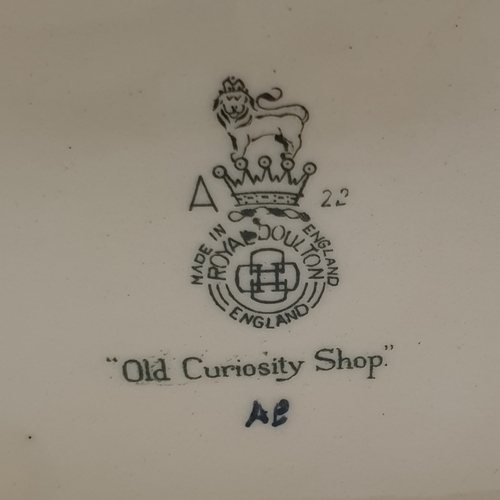 A 22
MADE IN ENGLAND
ROYAL DOULTON
ENGLAND
"Old Curiosity Shop."
AB